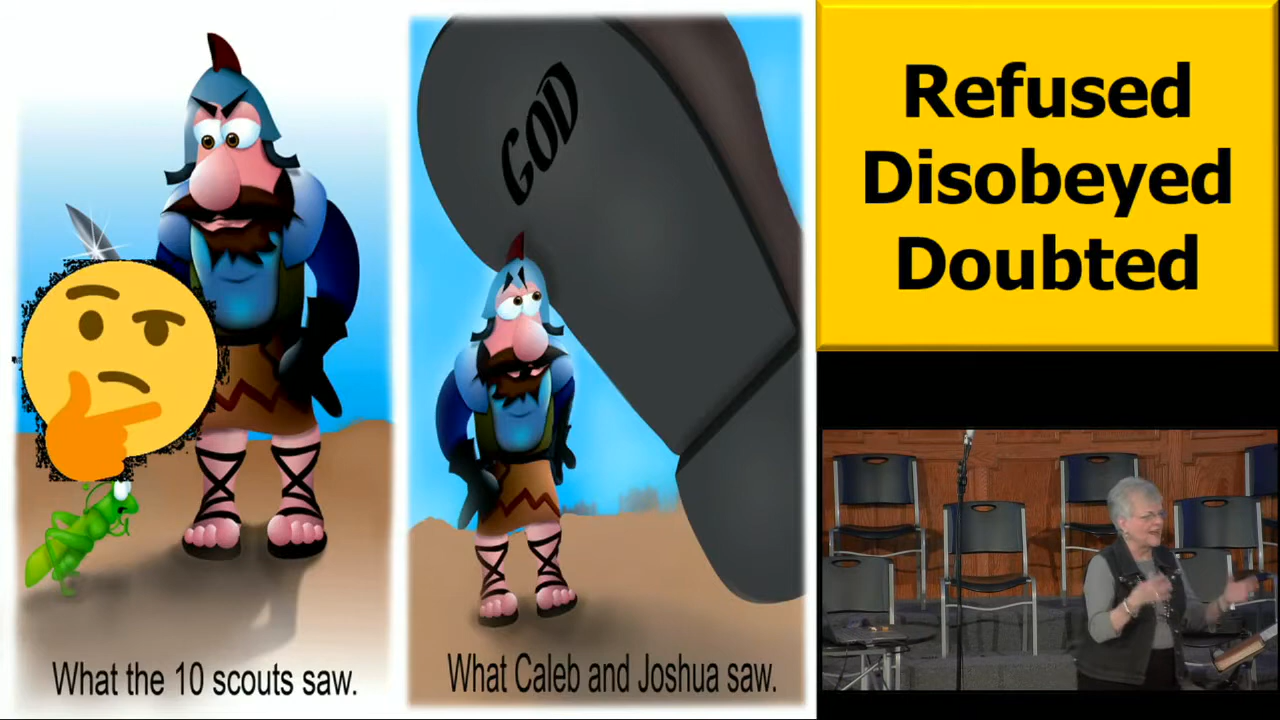 What the 10 scouts saw.
GOD
What Caleb and Joshua saw.
Refused
Disobeyed
Doubted